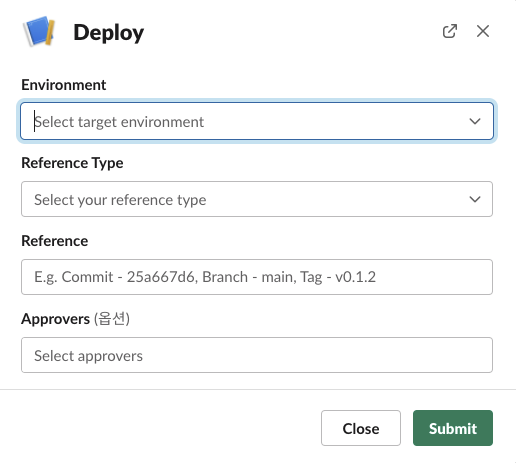 Deploy
Environment
Select target environment
Reference Type
Select your reference type
Reference
E.g. Commit - 25a667d6, Branch - main, Tag - v0.1.2
Approvers (옵션)
Select approvers
Close
Submit